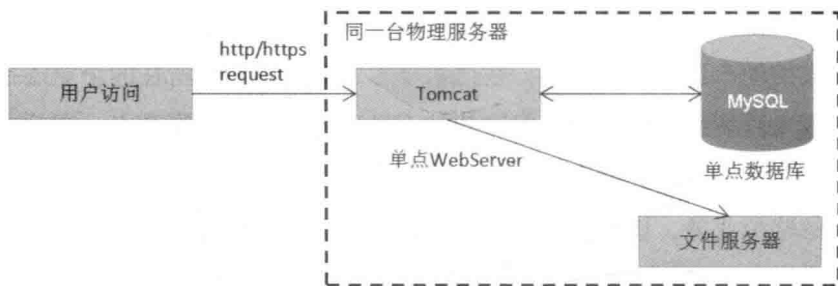 同一台物理服务器
http/https
request
用户访问
Tomcat
MySQL
单点WebServer
单点数据库
文件服务器